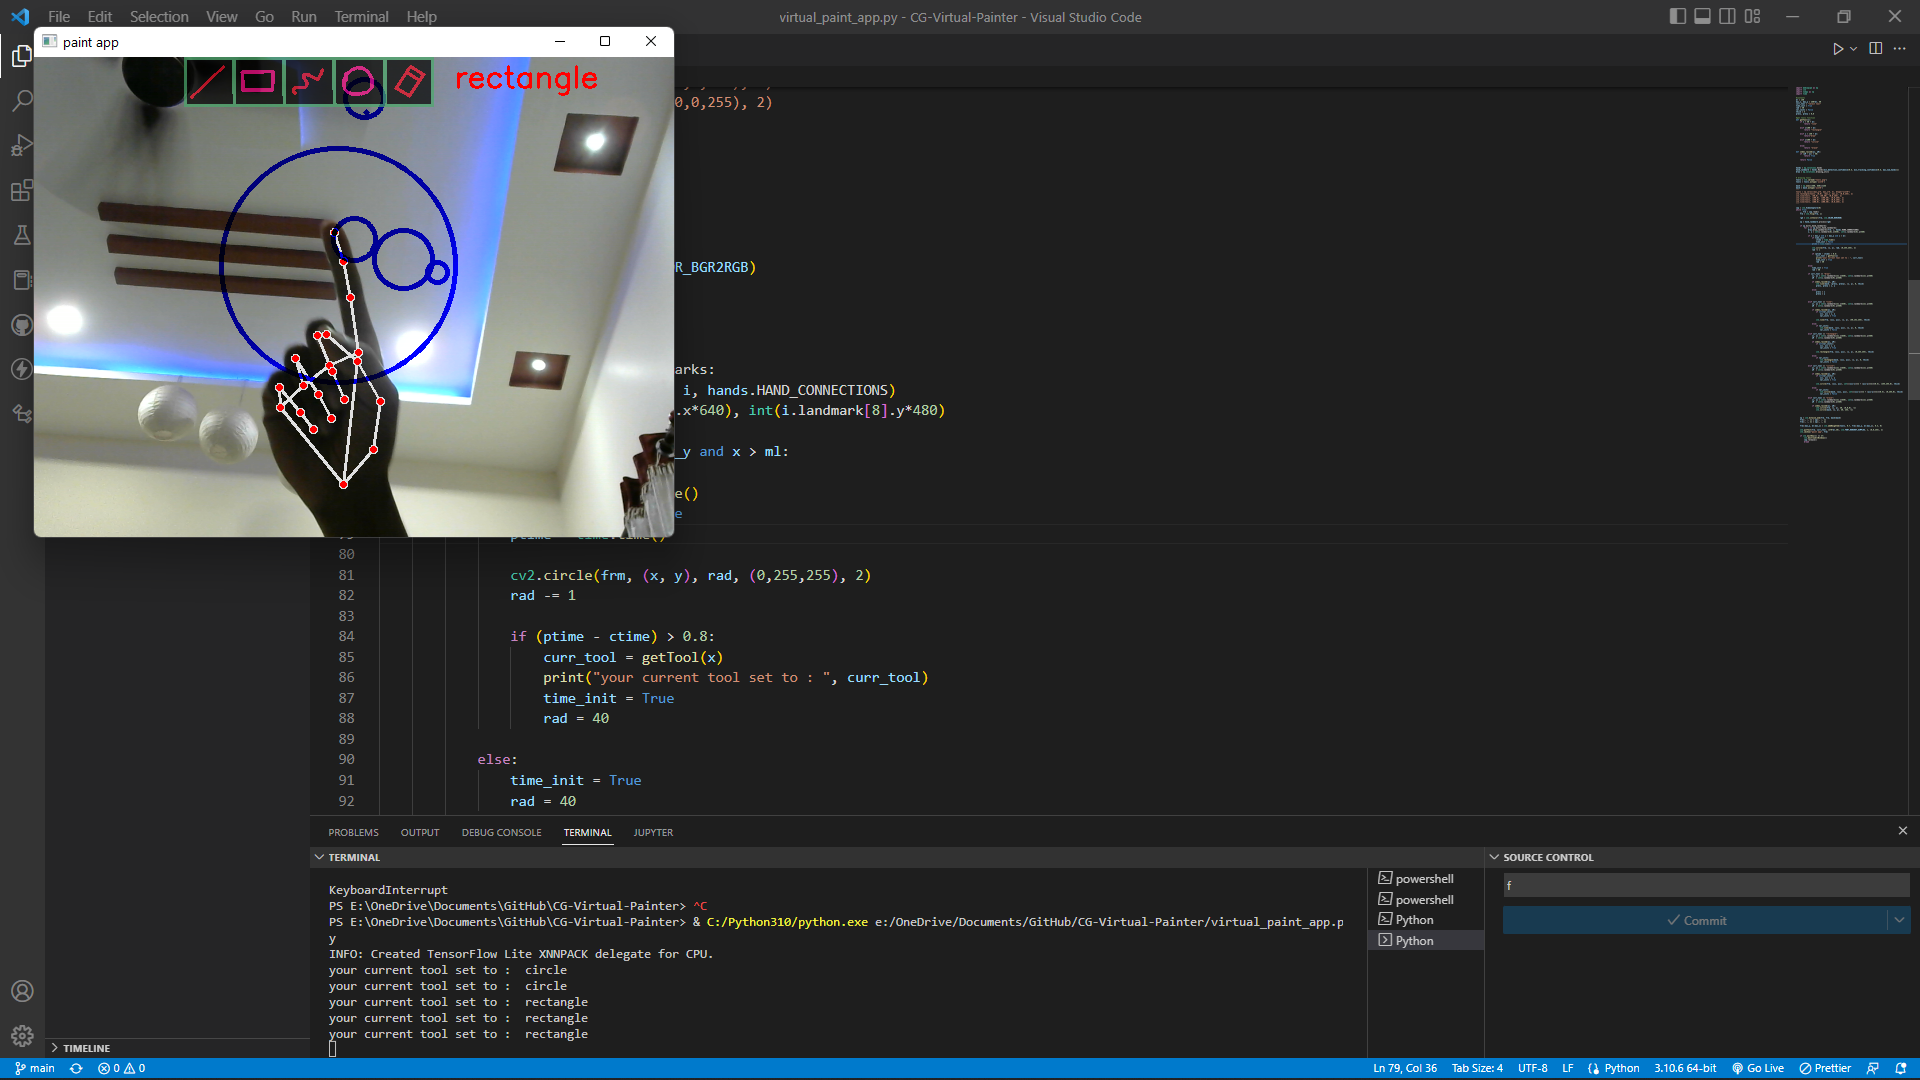 File Edit Selection View Go Run Terminal Help
virtual_paint_app.py - CG-Virtual-Painter - Visual Studio Code
paint app
rectangle
0,0,255), 2)
R_BGR2RGB)
arks:
i, hands.HAND_CONNECTIONS)
.x*640), int(i.landmark[8].y*480)
_y and x > ml:
e()
e
80
81 cv2.circle(frm, (x, y), rad, (0,255,255), 2)
82 rad -= 1
83
84 if (ptime - ctime) > 0.8:
85 curr_tool = getTool(x)
86 print("your current tool set to : ", curr_tool)
87 time_init = True
88 rad = 40
89
90 else:
91 time_init = True
92 rad = 40
PROBLEMS OUTPUT DEBUG CONSOLE TERMINAL JUPYTER
TERMINAL
KeyboardInterrupt
PS E:\OneDrive\Documents\GitHub\CG-Virtual-Painter> ^C
PS E:\OneDrive\Documents\GitHub\CG-Virtual-Painter> & C:/Python310/python.exe e:/OneDrive/Documents/GitHub/CG-Virtual-Painter/virtual_paint_app.p
y
INFO: Created TensorFlow Lite XNNPACK delegate for CPU.
your current tool set to :  circle
your current tool set to :  circle
your current tool set to :  rectangle
your current tool set to :  rectangle
your current tool set to :  rectangle
powershell
powershell
Python
Python
SOURCE CONTROL
f
Commit
TIMELINE
main 0 0
Ln 79, Col 36 Tab Size: 4 UTF-8 LF Python 3.10.6 64-bit Go Live Prettier